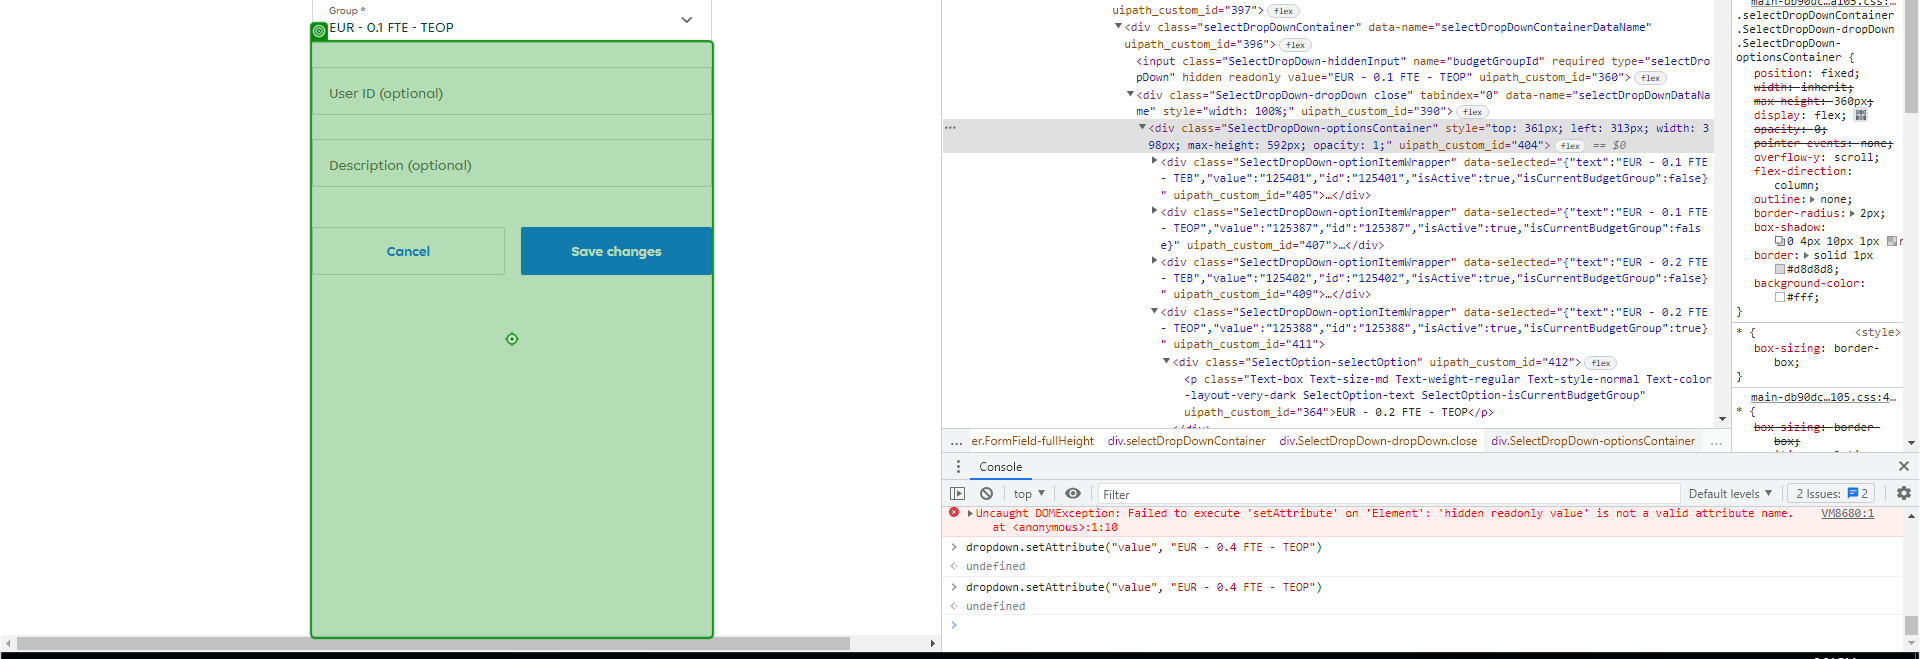 Group *
EUR - 0.1 FTE - TEOP
User ID (optional)
Description (optional)
Cancel
Save changes
uipath_custom_id="397"> flex
<div class="selectDropDownContainer" data-name="selectDropDownContainerDataName"
uipath_custom_id="396"> flex
<input class="SelectDropDown-hiddenInput" name="budgetGroupId" required type="selectDro
pDown" hidden readonly value="EUR - 0.1 FTE - TEOP" uipath_custom_id="360"> flex
<div class="SelectDropDown-dropDown close" tabindex="0" data-name="selectDropDownDataNa
me" style="width: 100%;" uipath_custom_id="390"> flex
<div class="SelectDropDown-optionsContainer" style="top: 361px; left: 313px; width: 3
98px; max-height: 592px; opacity: 1;" uipath_custom_id="404"> flex == $0
<div class="SelectDropDown-optionItemWrapper" data-selected="{"text":"EUR - 0.1 FTE
- TEB","value":"125401","id":"125401","isActive":true,"isCurrentBudgetGroup":false}
" uipath_custom_id="405">…</div>
<div class="SelectDropDown-optionItemWrapper" data-selected="{"text":"EUR - 0.1 FTE
- TEOP","value":"125387","id":"125387","isActive":true,"isCurrentBudgetGroup":fals
e}" uipath_custom_id="407">…</div>
<div class="SelectDropDown-optionItemWrapper" data-selected="{"text":"EUR - 0.2 FTE
- TEB","value":"125402","id":"125402","isActive":true,"isCurrentBudgetGroup":false}
" uipath_custom_id="409">…</div>
<div class="SelectDropDown-optionItemWrapper" data-selected="{"text":"EUR - 0.2 FTE
- TEOP","value":"125388","id":"125388","isActive":true,"isCurrentBudgetGroup":true}
" uipath_custom_id="411">
<div class="SelectOption-selectOption" uipath_custom_id="412"> flex
<p class="Text-box Text-size-md Text-weight-regular Text-style-normal Text-color
-layout-very-dark SelectOption-text SelectOption-isCurrentBudgetGroup"
uipath_custom_id="364">EUR - 0.2 FTE - TEOP</p>
... er.FormField-fullHeight div.selectDropDownContainer div.SelectDropDown-dropDown.close div.SelectDropDown-optionsContainer ...
.selectDropDownContainer
.SelectDropDown-dropDown
.SelectDropDown-
optionsContainer {
position: fixed;
width: inherit;
max-height: 360px;
display: flex;
opacity: 0;
pointer-events: none;
overflow-y: scroll;
flex-direction:
column;
outline: none;
border-radius: 2px;
box-shadow:
0 4px 10px 1px
border: solid 1px
#d8d8d8;
background-color:
#fff;
}
* { <style>
box-sizing: border-
box;
}
main-db90dc…105.css:4…
* {
box-sizing: border-
box;
Console
top
Filter
Default levels
2 Issues: 2
Uncaught DOMException: Failed to execute 'setAttribute' on 'Element': 'hidden readonly value' is not a valid attribute name. VM8680:1
at <anonymous>:1:10
> dropdown.setAttribute("value", "EUR - 0.4 FTE - TEOP")
undefined
> dropdown.setAttribute("value", "EUR - 0.4 FTE - TEOP")
undefined
>